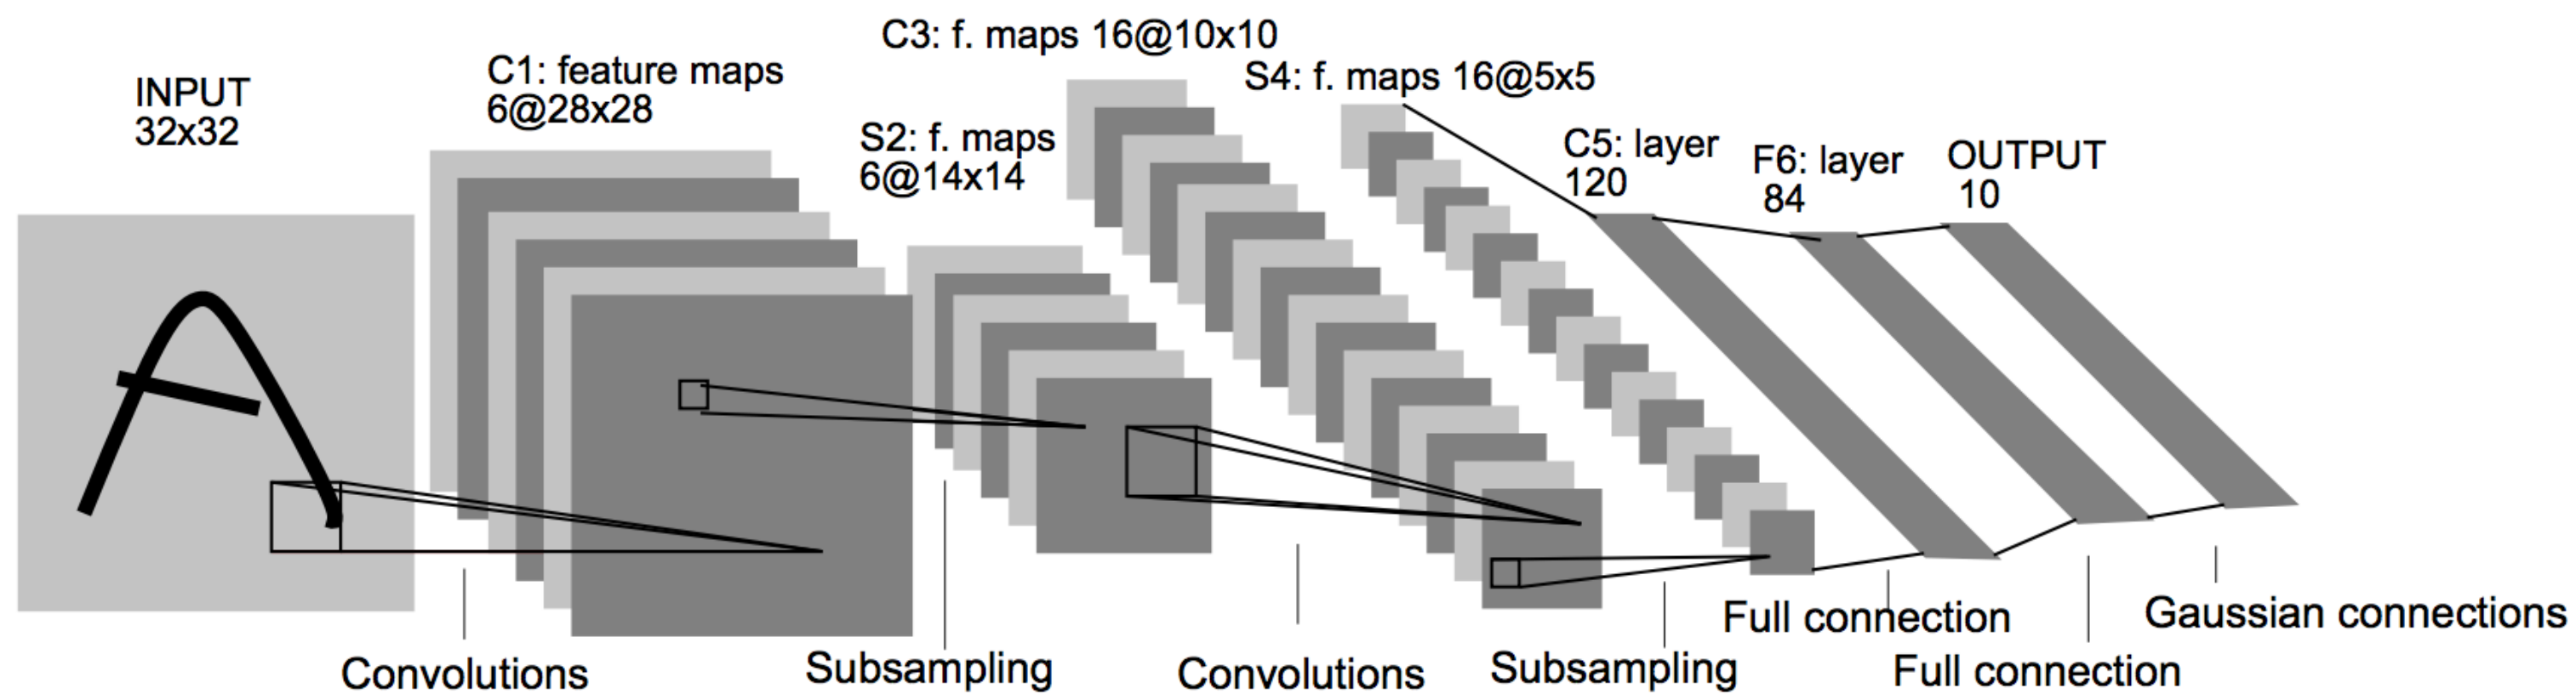 INPUT
32x32
C1: feature maps
6@28x28
S2: f. maps
6@14x14
C3: f. maps 16@10x10
S4: f. maps 16@5x5
C5: layer
120
F6: layer
84
OUTPUT
10
Convolutions
Subsampling
Convolutions
Subsampling
Full connection
Full connection
Gaussian connections